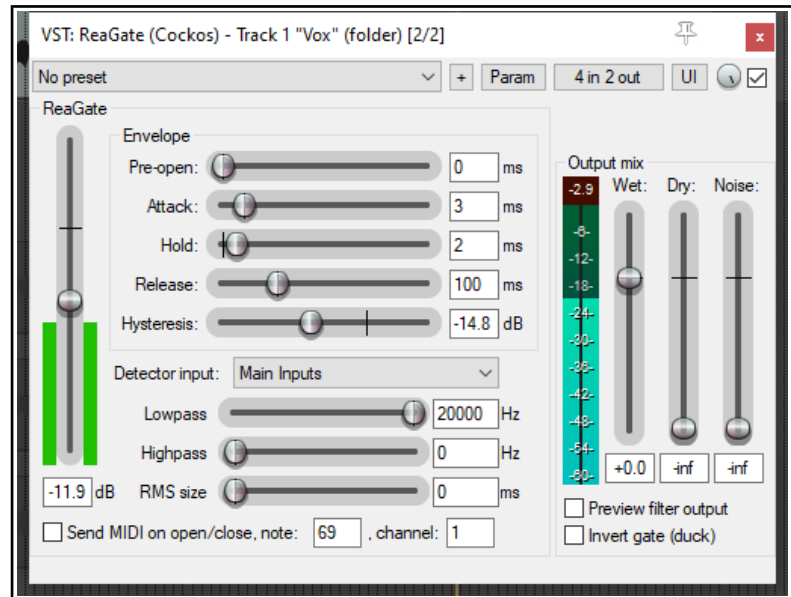 VST: ReaGate (Cockos) - Track 1 "Vox" (folder) [2/2]
x
No preset
+
Param
4 in 2 out
UI
ReaGate
Envelope
Pre-open: 0 ms
Attack: 3 ms
Hold: 2 ms
Release: 100 ms
Hysteresis: -14.8 dB
Detector input: Main Inputs
Lowpass 20000 Hz
Highpass 0 Hz
-11.9 dB RMS size 0 ms
Send MIDI on open/close, note: 69 , channel: 1
Output mix
Wet: Dry: Noise:
-2.9
-6-
-12-
-18-
-24-
-30-
-36-
-42-
-48-
-54-
-60-
+0.0 -inf -inf
Preview filter output
Invert gate (duck)